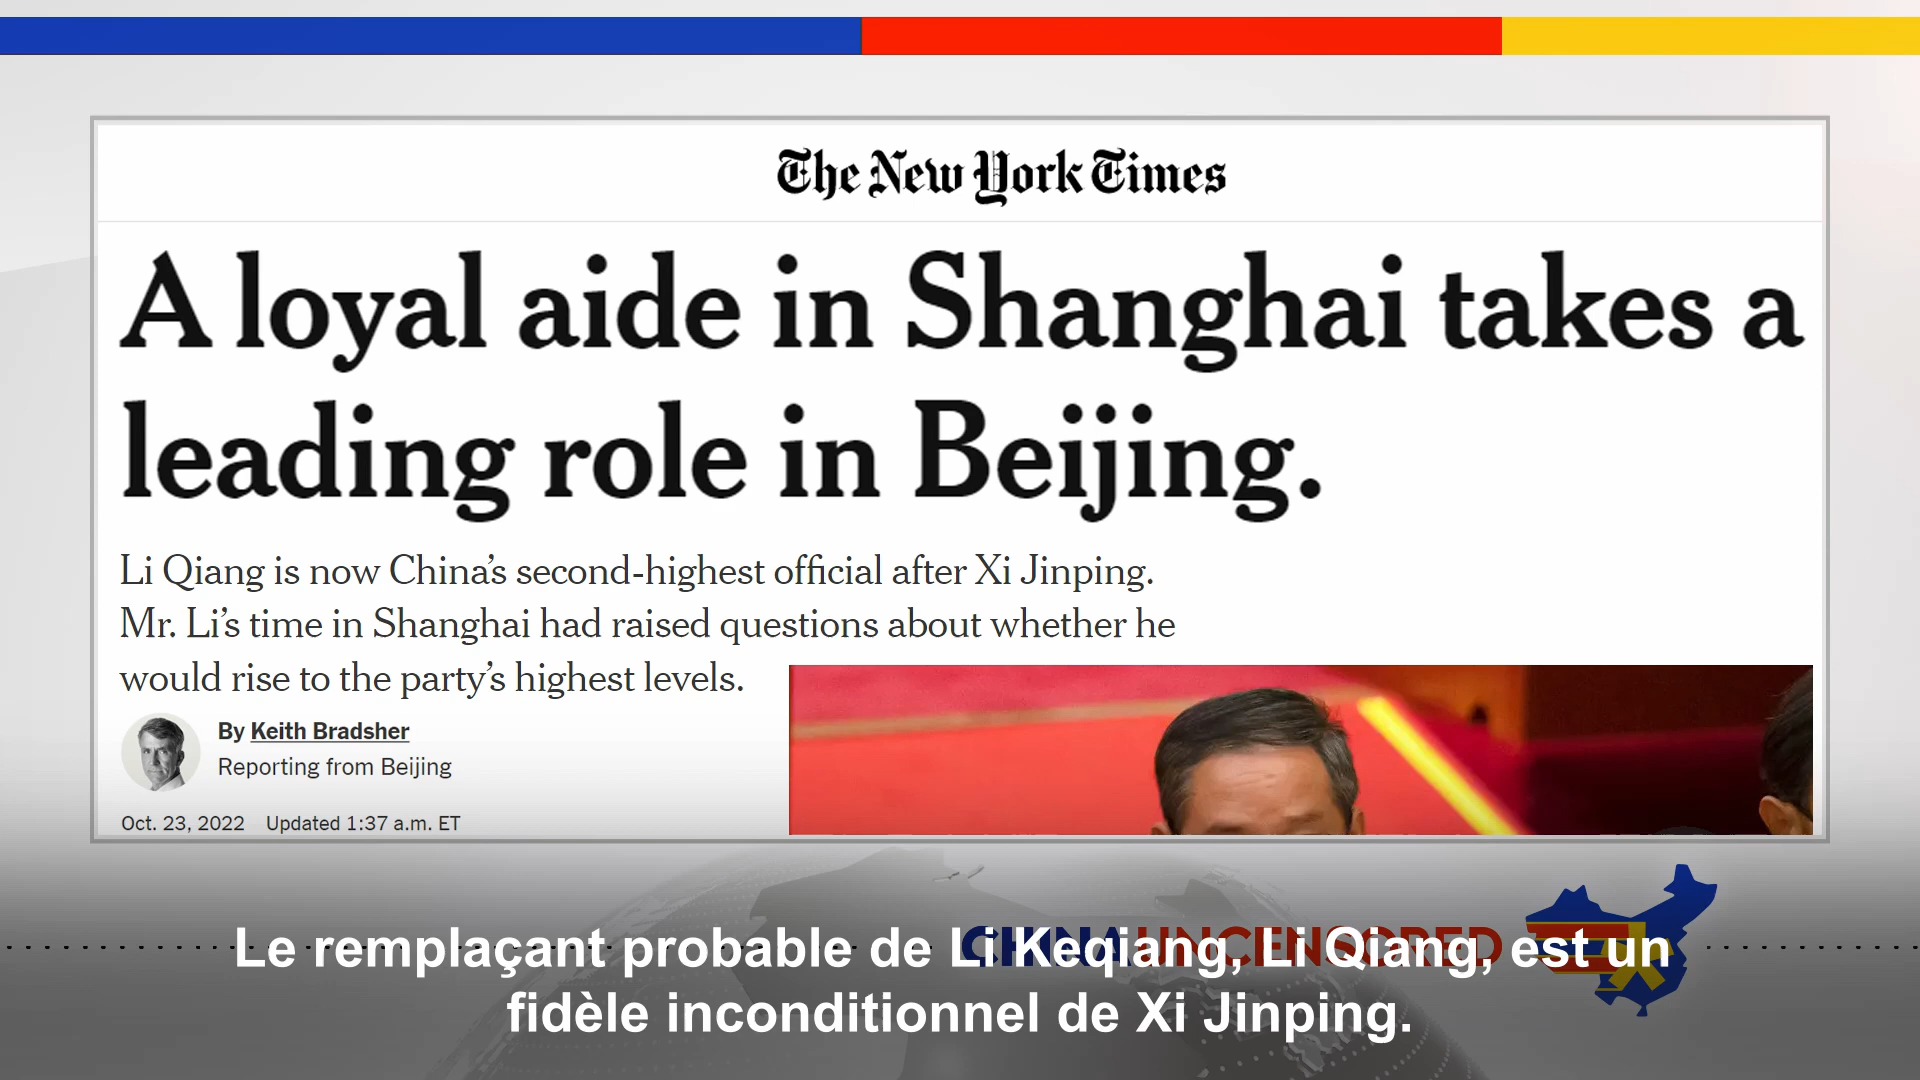 The New York Times
A loyal aide in Shanghai takes a
leading role in Beijing.
Li Qiang is now China’s second-highest official after Xi Jinping.
Mr. Li’s time in Shanghai had raised questions about whether he
would rise to the party’s highest levels.
By Keith Bradsher
Reporting from Beijing
Oct. 23, 2022 Updated 1:37 a.m. ET
CHINA UNCENSORED
Le remplaçant probable de Li Keqiang, Li Qiang, est un
fidèle inconditionnel de Xi Jinping.